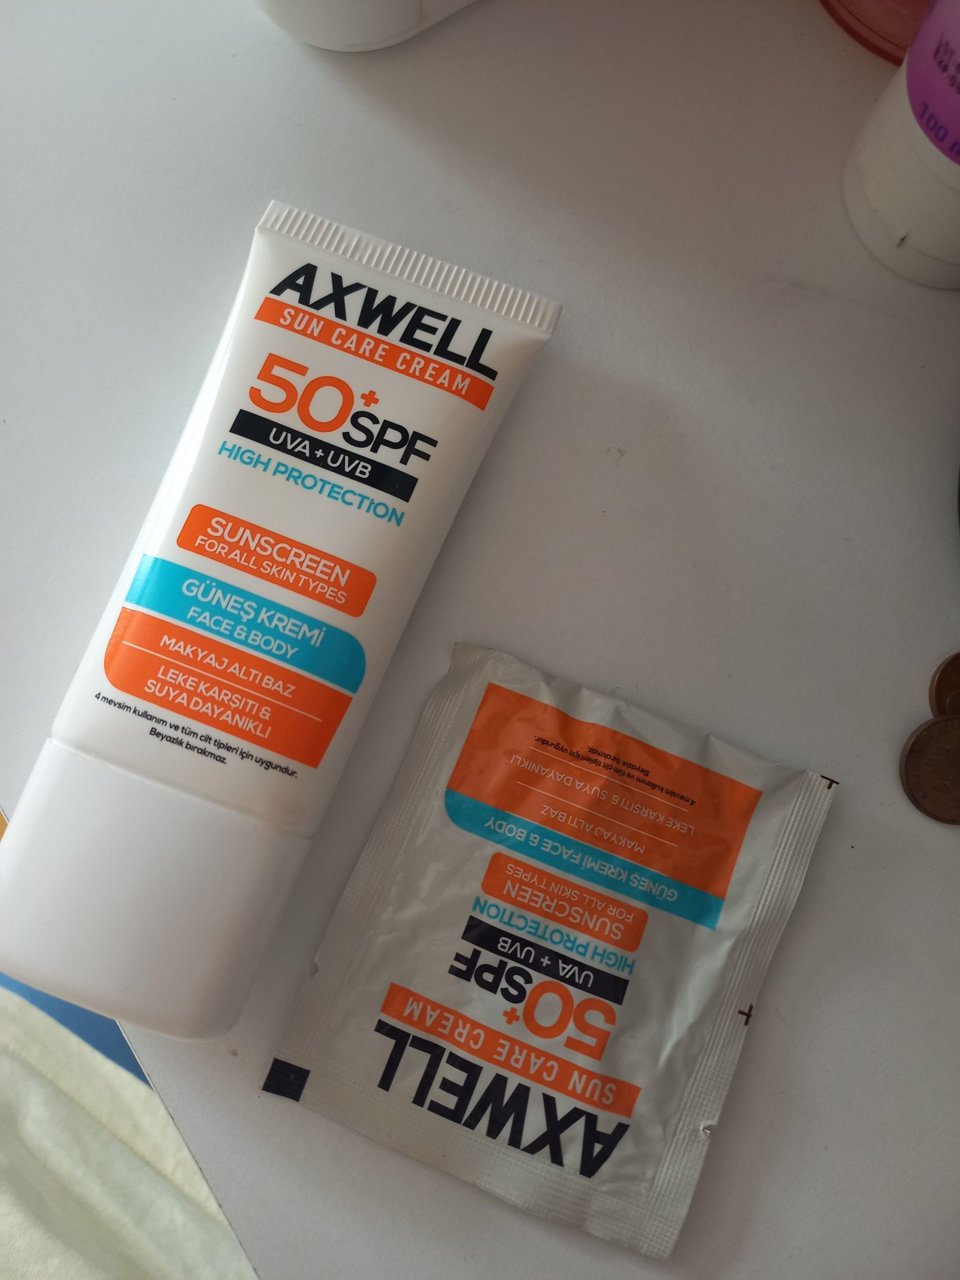 AXWELL
SUN CARE CREAM
50+ SPF
UVA + UVB
HIGH PROTECTİON
SUNSCREEN
FOR ALL SKIN TYPES
GÜNEŞ KREMİ
FACE & BODY
MAKYAJ ALTI BAZ
LEKE KARŞITI &
SUYA DAYANIKLI
4 mevsim kullanım ve tüm cilt tipleri için uygundur.
Beyazlık bırakmaz.
AXWELL
SUN CARE CREAM
50+ SPF
UVA + UVB
HIGH PROTECTION
SUNSCREEN
FOR ALL SKIN TYPES
GÜNEŞ KREMİ FACE & BODY
MAKYAJ ALTI BAZ
LEKE KARŞITI & SUYA DAYANIKLI
4 mevsim kullanım ve tüm cilt tipleri için uygundur.
Beyazlık bırakmaz.
100